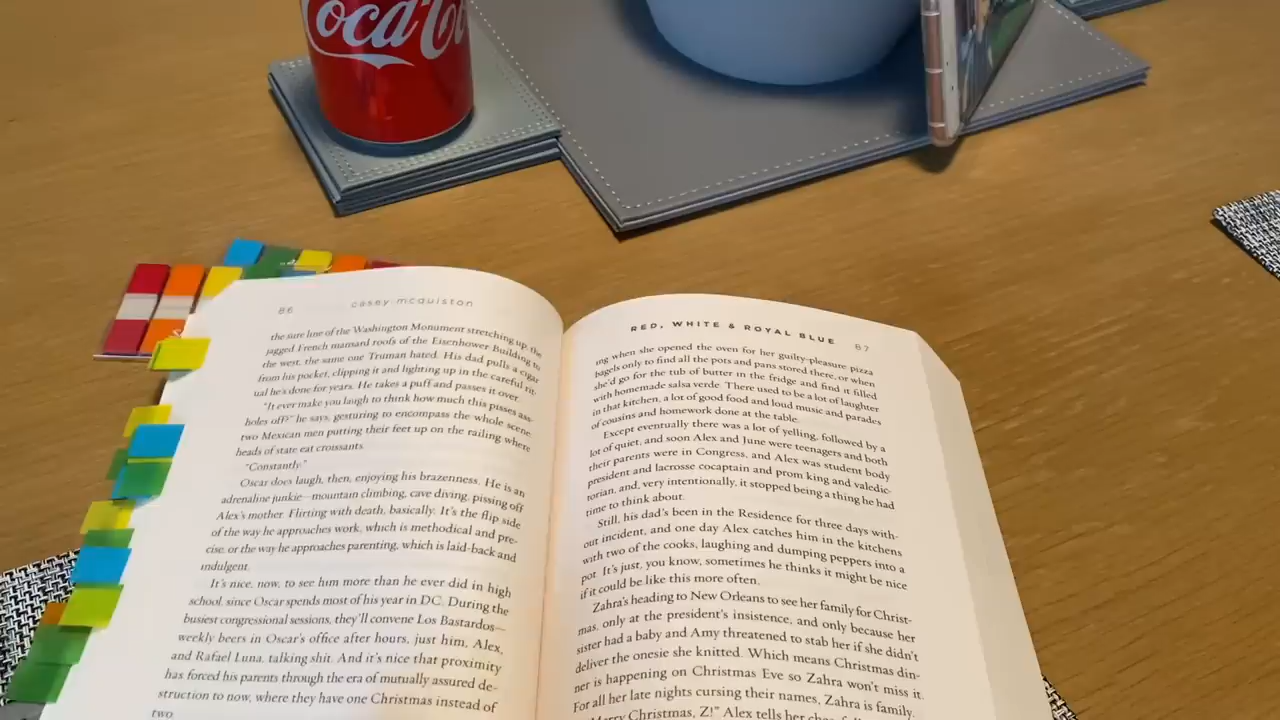 Coca-Co
86
casey mcquiston
the sure line of the Washington Monument stretching up, the
jagged French mansard roofs of the Eisenhower Building to
the west, the same one Truman hated. His dad pulls a cigar
from his pocket, clipping it and lighting up in the careful rit-
ual he's done for years. He takes a puff and passes it over.
"It ever make you laugh to think how much this pisses ass-
holes off?" he says, gesturing to encompass the whole scene:
two Mexican men putting their feet up on the railing where
heads of state eat croissants.
"Constantly."
Oscar does laugh, then, enjoying his brazenness. He is an
adrenaline junkie—mountain climbing, cave diving, pissing off
Alex's mother. Flirting with death, basically. It's the flip side
of the way he approaches work, which is methodical and pre-
cise, or the way he approaches parenting, which is laid-back and
indulgent.
It's nice, now, to see him more than he ever did in high
school, since Oscar spends most of his year in DC. During the
busiest congressional sessions, they'll convene Los Bastardos—
weekly beers in Oscar's office after hours, just him, Alex,
and Rafael Luna, talking shit. And it's nice that proximity
has forced his parents through the era of mutually assured de-
struction to now, where they have one Christmas instead of
two.
RED, WHITE & ROYAL BLUE
87
ing when she opened the oven for her guilty-pleasure pizza
bagels only to find all the pots and pans stored there, or when
she'd go for the tub of butter in the fridge and find it filled
with homemade salsa verde. There used to be a lot of laughter
in that kitchen, a lot of good food and loud music and parades
of cousins and homework done at the table.
Except eventually there was a lot of yelling, followed by a
lot of quiet, and soon Alex and June were teenagers and both
their parents were in Congress, and Alex was student body
president and lacrosse cocaptain and prom king and valedic-
torian, and, very intentionally, it stopped being a thing he had
time to think about.
Still, his dad's been in the Residence for three days with-
out incident, and one day Alex catches him in the kitchens
with two of the cooks, laughing and dumping peppers into a
pot. It's just, you know, sometimes he thinks it might be nice
if it could be like this more often.
Zahra's heading to New Orleans to see her family for Christ-
mas, only at the president's insistence, and only because her
sister had a baby and Amy threatened to stab her if she didn't
deliver the onesie she knitted. Which means Christmas din-
ner is happening on Christmas Eve so Zahra won't miss it.
For all her late nights cursing their names, Zahra is family.
"Merry Christmas, Z!" Alex tells her